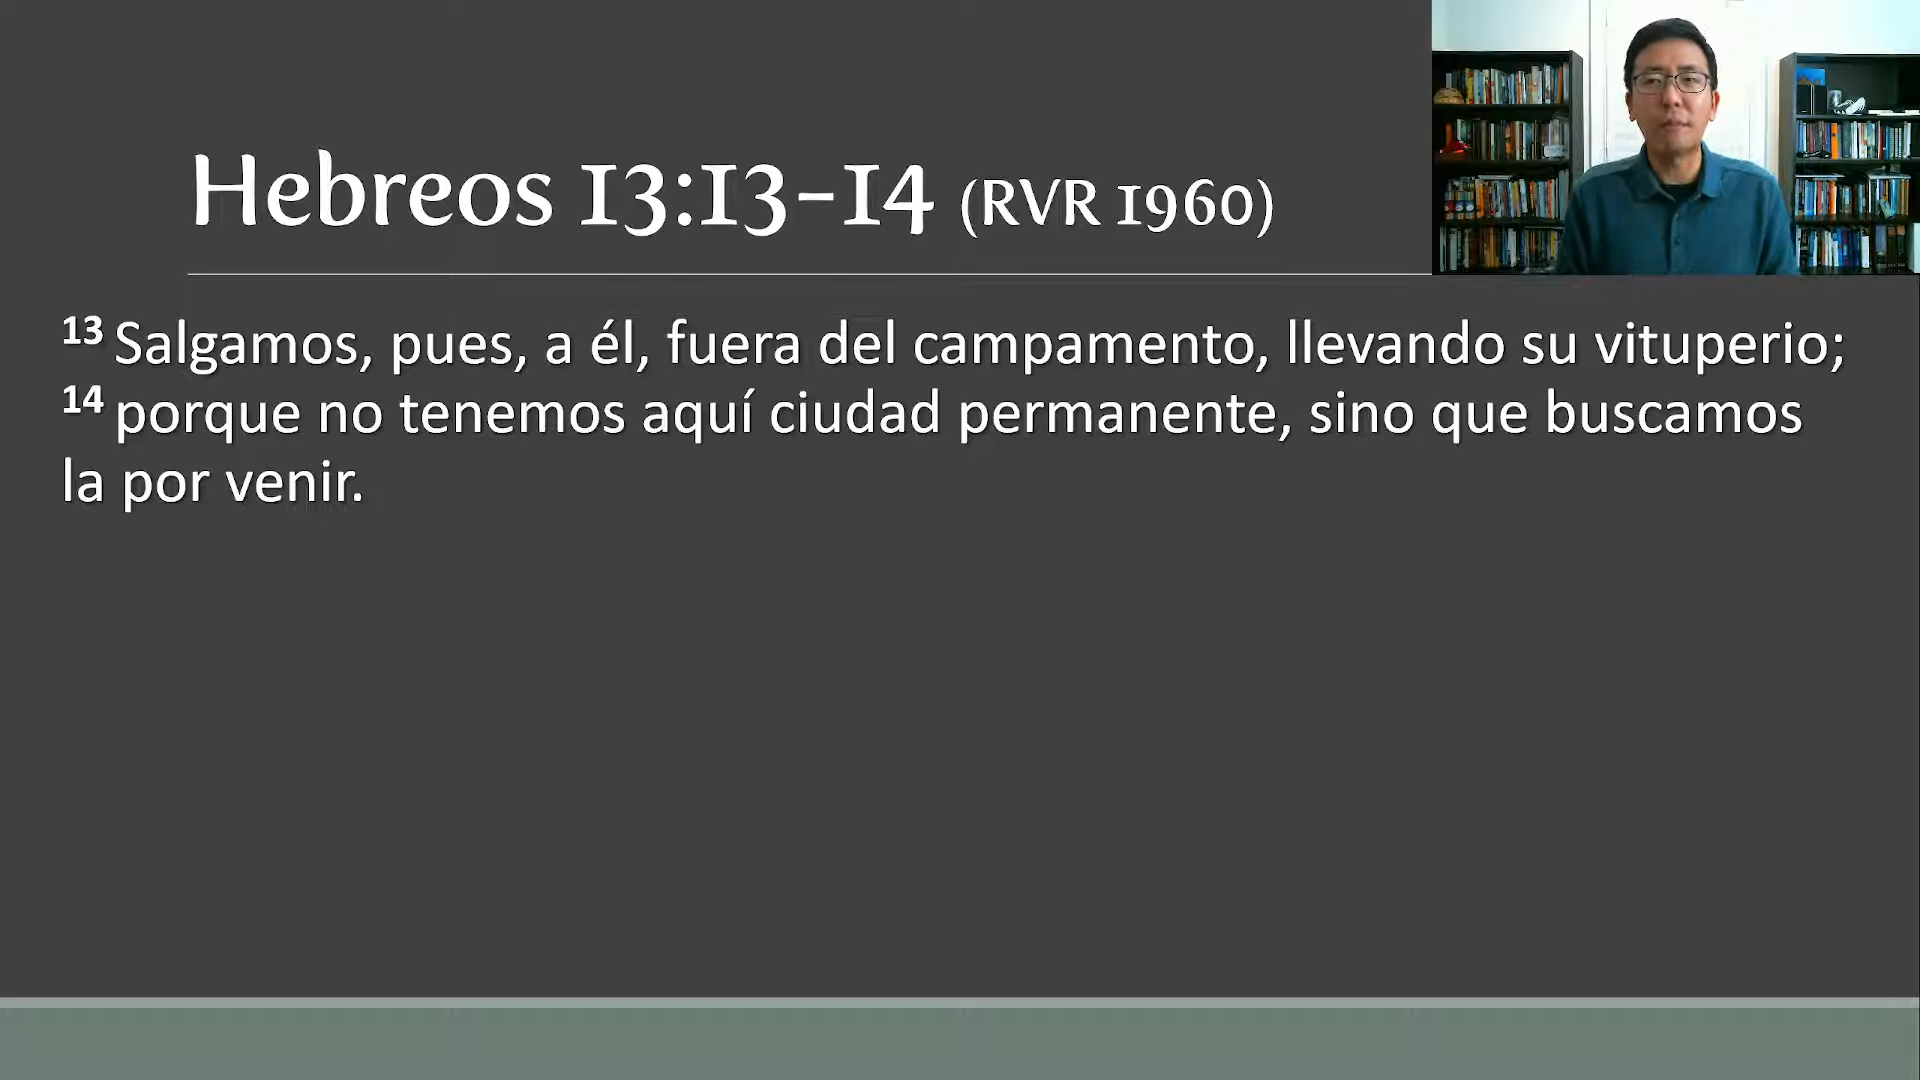 Hebreos 13:13-14 (RVR 1960)
13 Salgamos, pues, a él, fuera del campamento, llevando su vituperio;
14 porque no tenemos aquí ciudad permanente, sino que buscamos
la por venir.